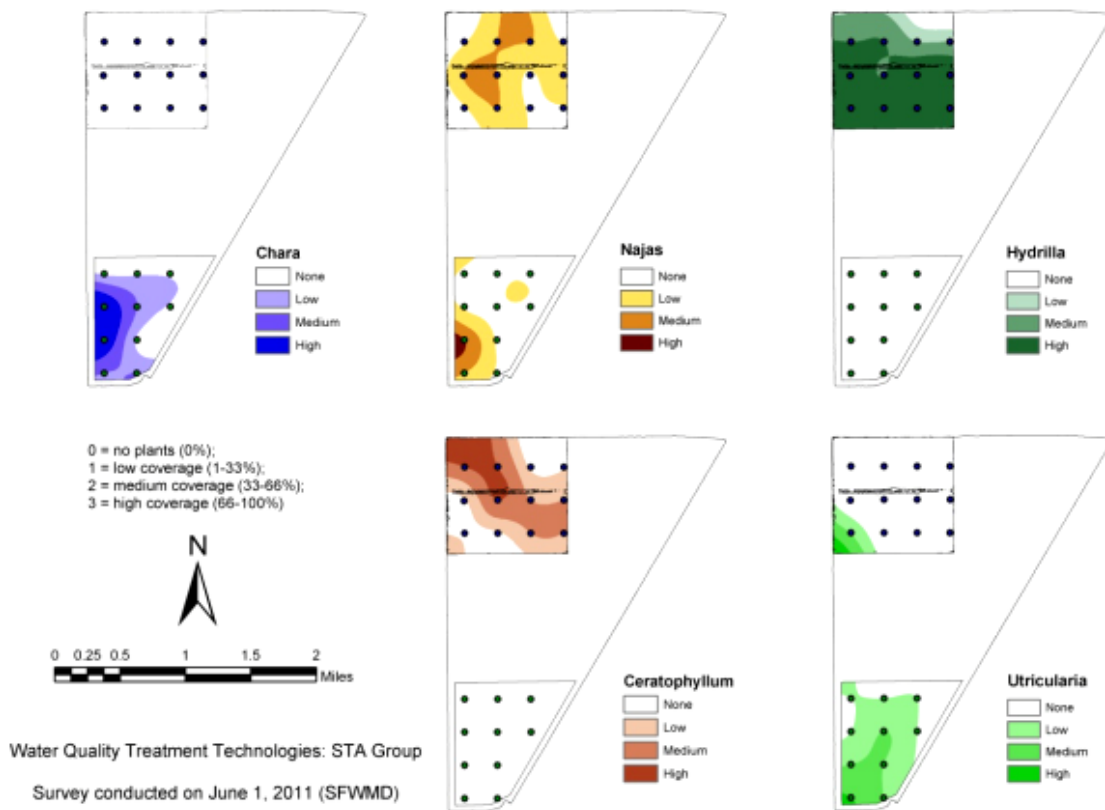 Chara
None
Low
Medium
High
Najas
None
Low
Medium
High
Hydrilla
None
Low
Medium
High
0 = no plants (0%);
1 = low coverage (1-33%);
2 = medium coverage (33-66%);
3 = high coverage (66-100%)
N
0 0.25 0.5 1 1.5 2
Miles
Ceratophyllum
None
Low
Medium
High
Utricularia
None
Low
Medium
High
Water Quality Treatment Technologies: STA Group
Survey conducted on June 1, 2011 (SFWMD)